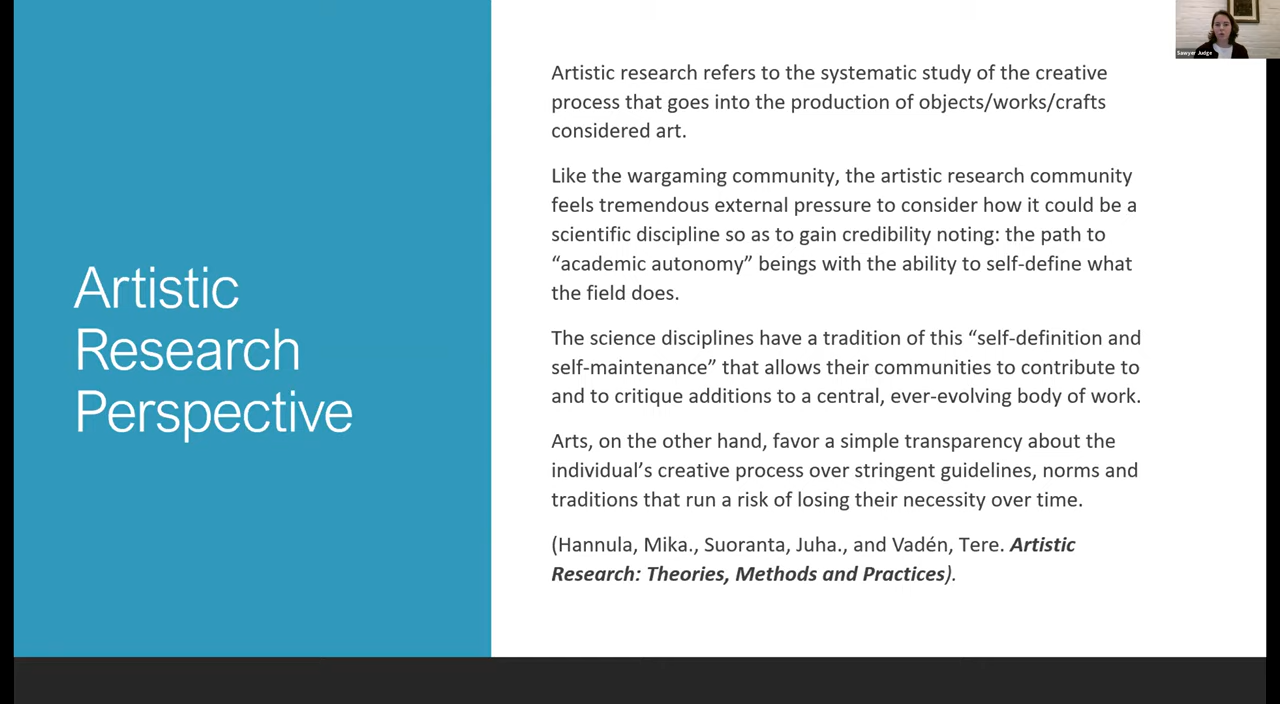 Artistic
Research
Perspective
Artistic research refers to the systematic study of the creative
process that goes into the production of objects/works/crafts
considered art.
Like the wargaming community, the artistic research community
feels tremendous external pressure to consider how it could be a
scientific discipline so as to gain credibility noting: the path to
“academic autonomy” beings with the ability to self-define what
the field does.
The science disciplines have a tradition of this “self-definition and
self-maintenance” that allows their communities to contribute to
and to critique additions to a central, ever-evolving body of work.
Arts, on the other hand, favor a simple transparency about the
individual’s creative process over stringent guidelines, norms and
traditions that run a risk of losing their necessity over time.
(Hannula, Mika., Suoranta, Juha., and Vadén, Tere. Artistic
Research: Theories, Methods and Practices).
Sawyer Judge